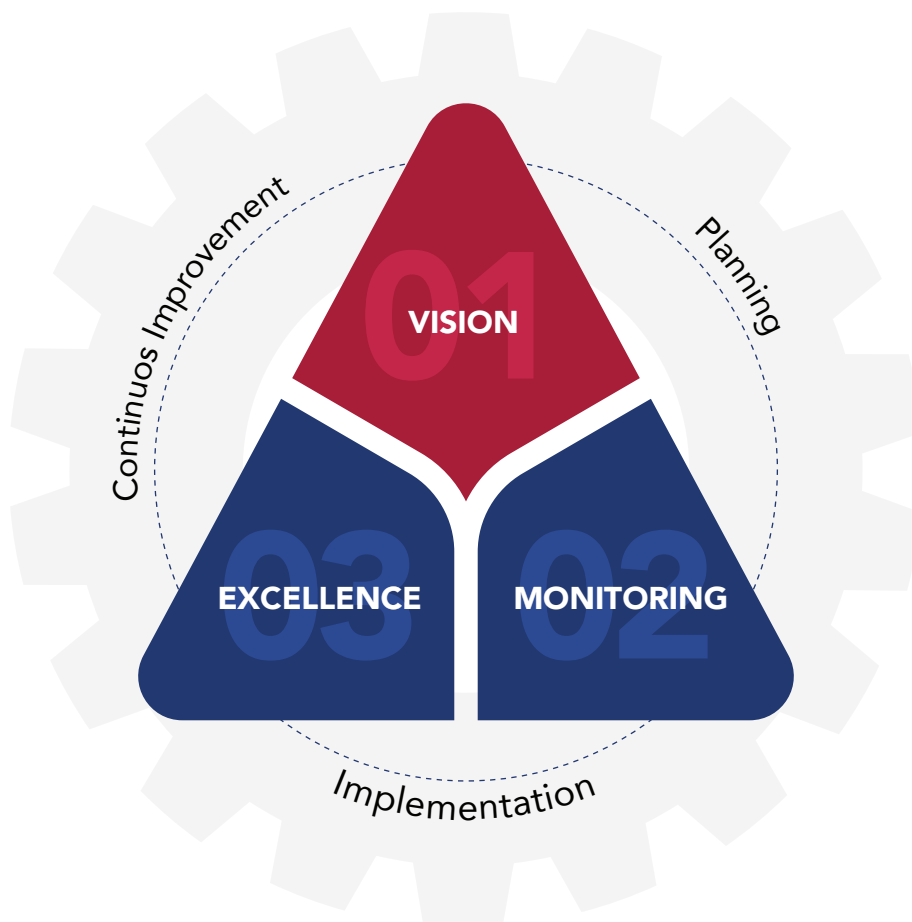 01
VISION
Planning
02
MONITORING
Implementation
03
EXCELLENCE
Continuos Improvement